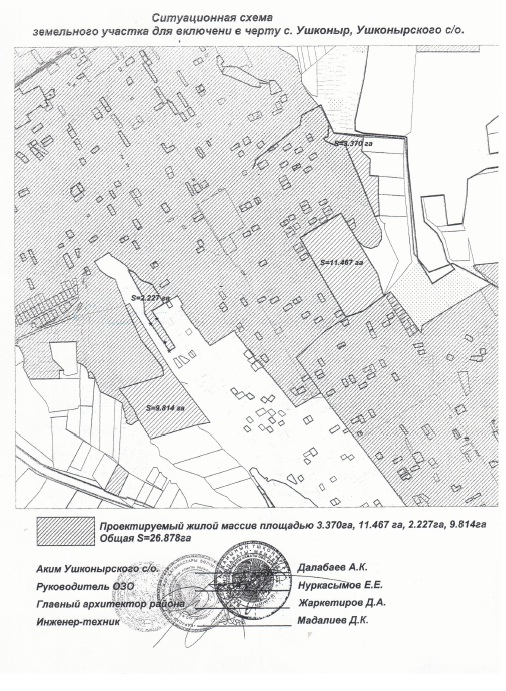 Ситуационная схема
земельного участка для включени в черту с. Ушконыр, Ушконырского с/о.
S=3.370 га
S=11.467 га
S=2.227 га
S=9.814 га
Проектируемый жилой массив площадью 3.370га, 11.467 га, 2.227га, 9.814га
Общая S=26.878га
Аким Ушконырского с/о. Далабаев А.К.
Руководитель ОЗО Нуркасымов Е.Е.
Главный архитектор района Жаркетиров Д.А.
Инженер-техник Мадалиев Д.К.